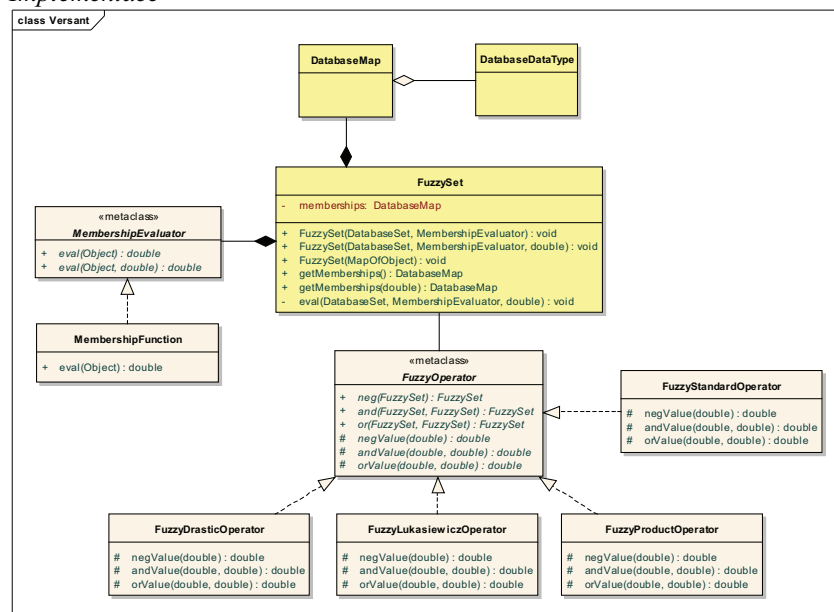 class Versant
DatabaseMap
DatabaseDataType
FuzzySet
- memberships: DatabaseMap
+ FuzzySet(DatabaseSet, MembershipEvaluator) : void
+ FuzzySet(DatabaseSet, MembershipEvaluator, double) : void
+ FuzzySet(MapOfObject) : void
+ getMemberships() : DatabaseMap
+ getMemberships(double) : DatabaseMap
- eval(DatabaseSet, MembershipEvaluator, double) : void
«metaclass»
MembershipEvaluator
+ eval(Object) : double
+ eval(Object, double) : double
MembershipFunction
+ eval(Object) : double
«metaclass»
FuzzyOperator
+ neg(FuzzySet) : FuzzySet
+ and(FuzzySet, FuzzySet) : FuzzySet
+ or(FuzzySet, FuzzySet) : FuzzySet
# negValue(double) : double
# andValue(double, double) : double
# orValue(double, double) : double
FuzzyStandardOperator
# negValue(double) : double
# andValue(double, double) : double
# orValue(double, double) : double
FuzzyDrasticOperator
# negValue(double) : double
# andValue(double, double) : double
# orValue(double, double) : double
FuzzyLukasiewiczOperator
# negValue(double) : double
# andValue(double, double) : double
# orValue(double, double) : double
FuzzyProductOperator
# negValue(double) : double
# andValue(double, double) : double
# orValue(double, double) : double